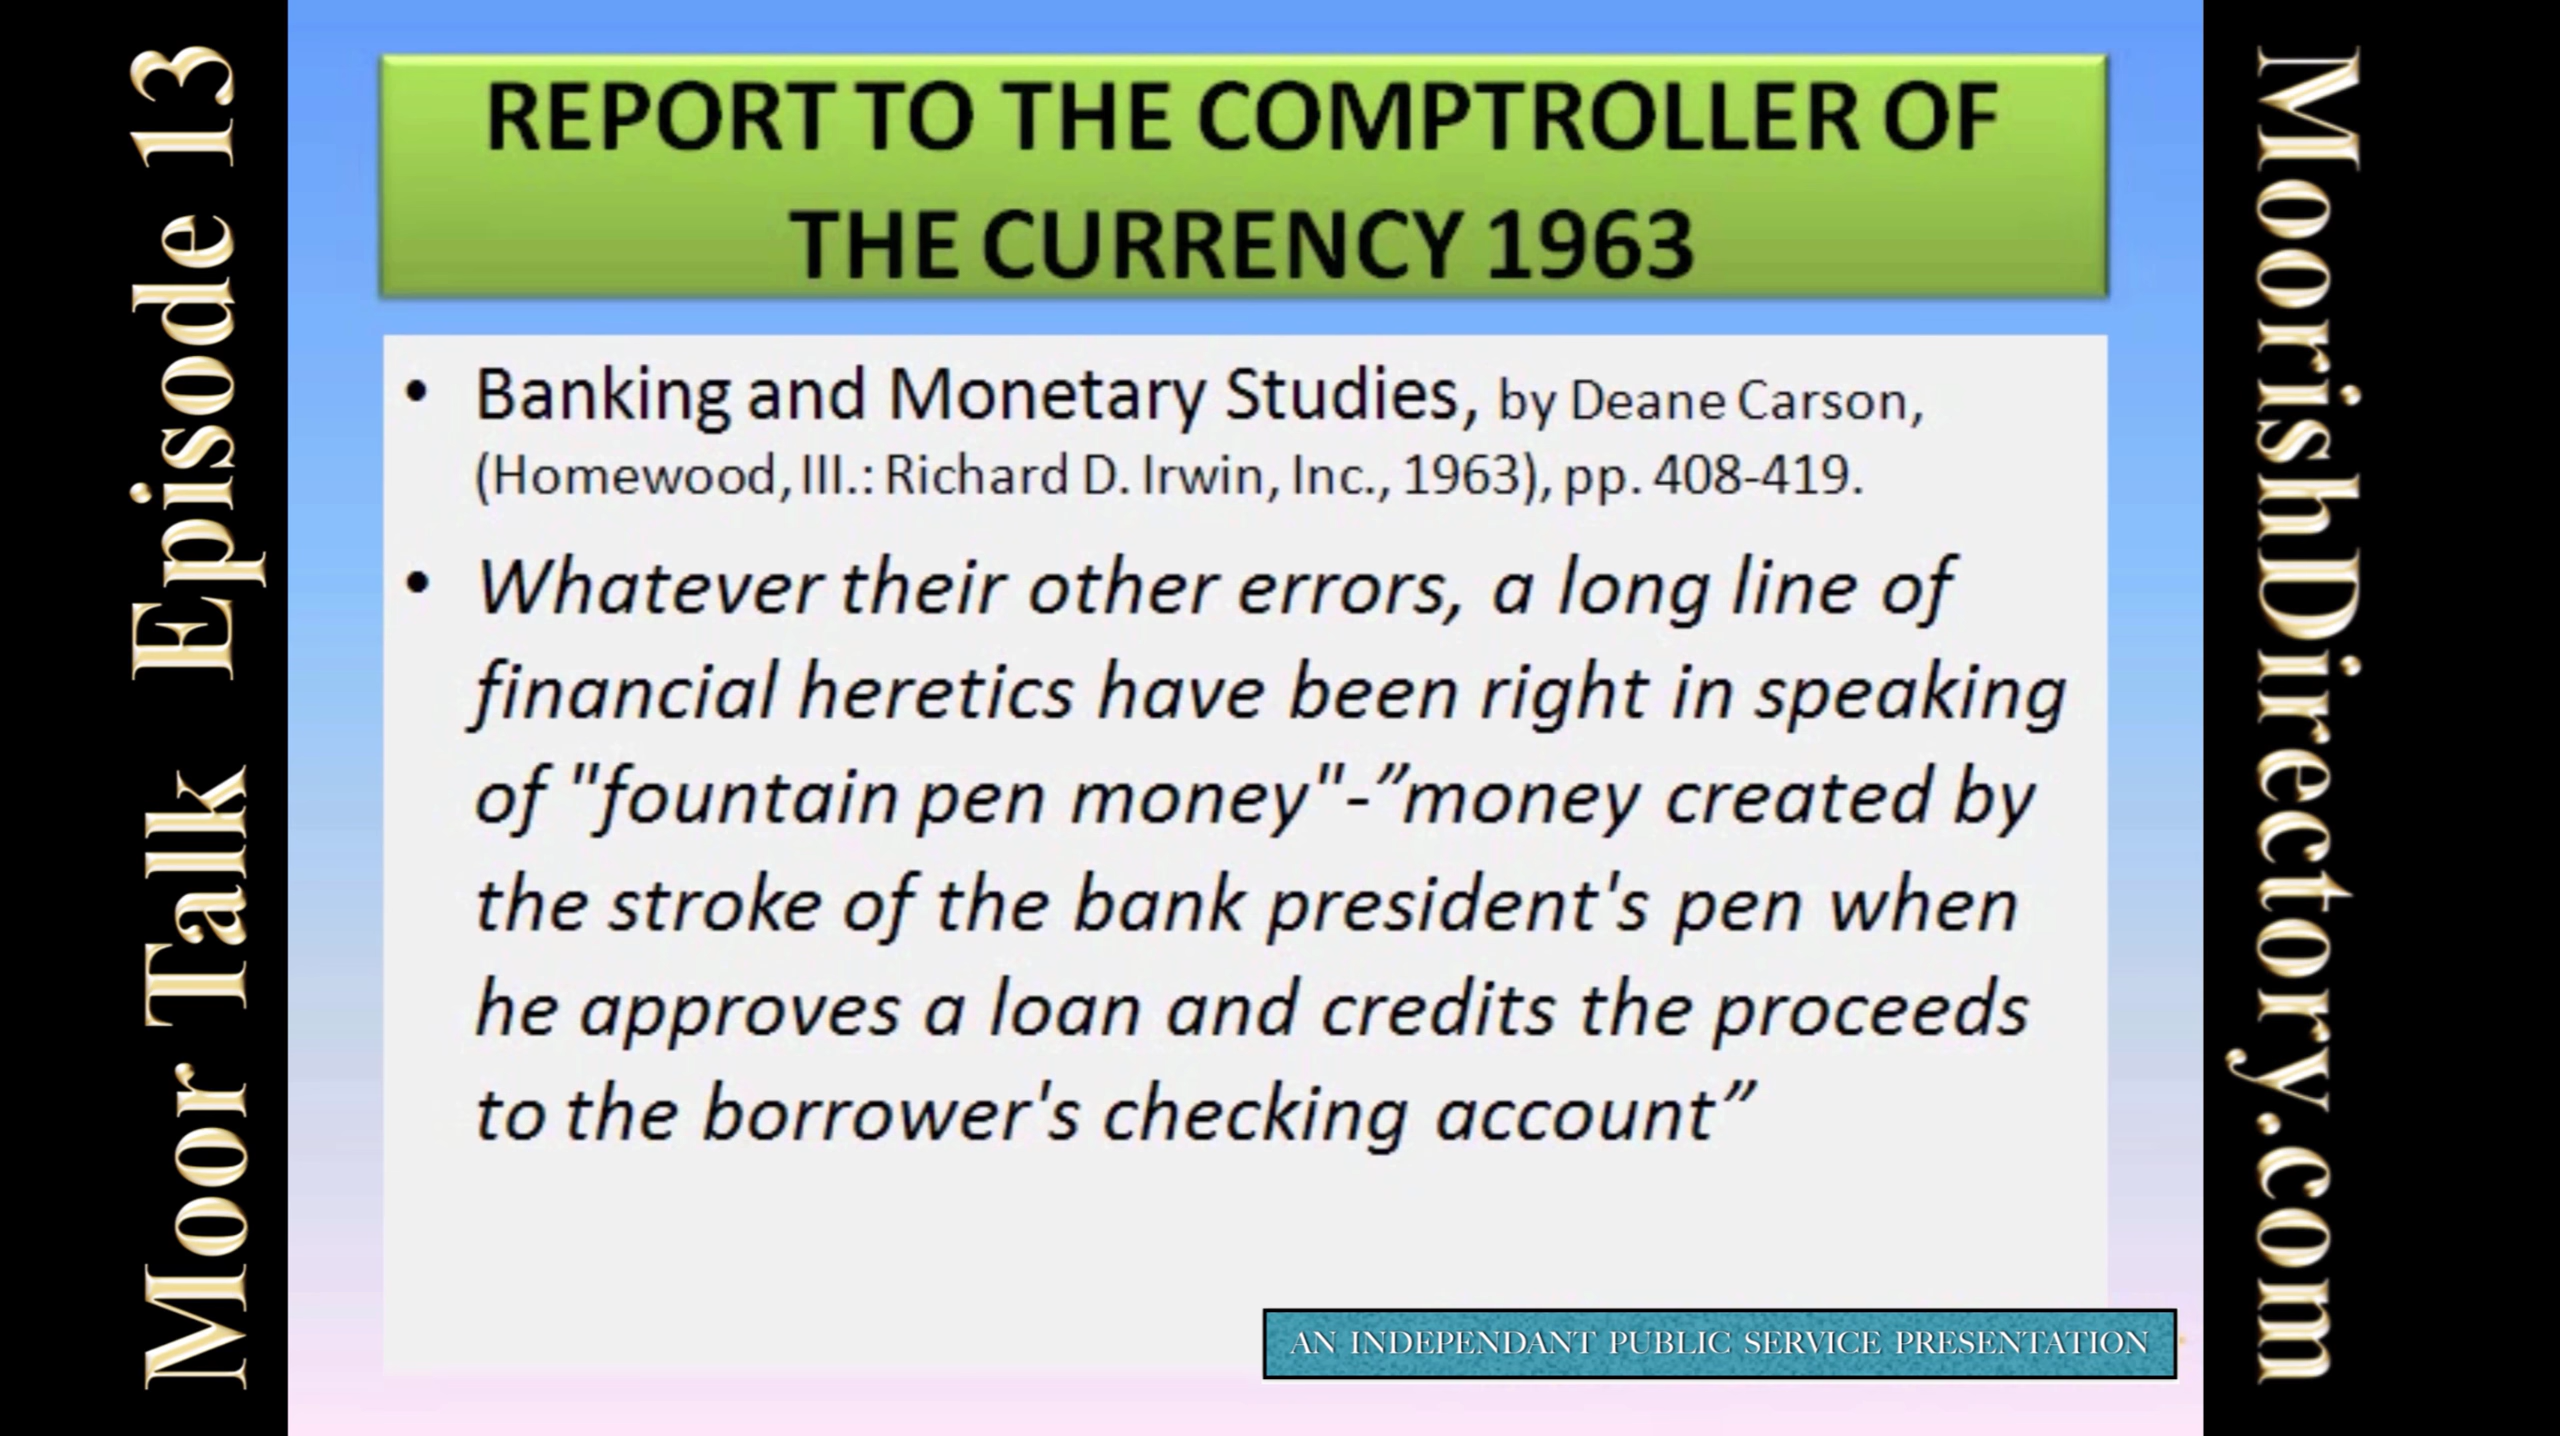 Moor Talk Episode 13
REPORT TO THE COMPTROLLER OF
THE CURRENCY 1963
• Banking and Monetary Studies, by Deane Carson,
(Homewood, III.: Richard D. Irwin, Inc., 1963), pp. 408-419.
• Whatever their other errors, a long line of
financial heretics have been right in speaking
of "fountain pen money"-”money created by
the stroke of the bank president's pen when
he approves a loan and credits the proceeds
to the borrower's checking account”
AN INDEPENDANT PUBLIC SERVICE PRESENTATION
MoorishDirectory.com